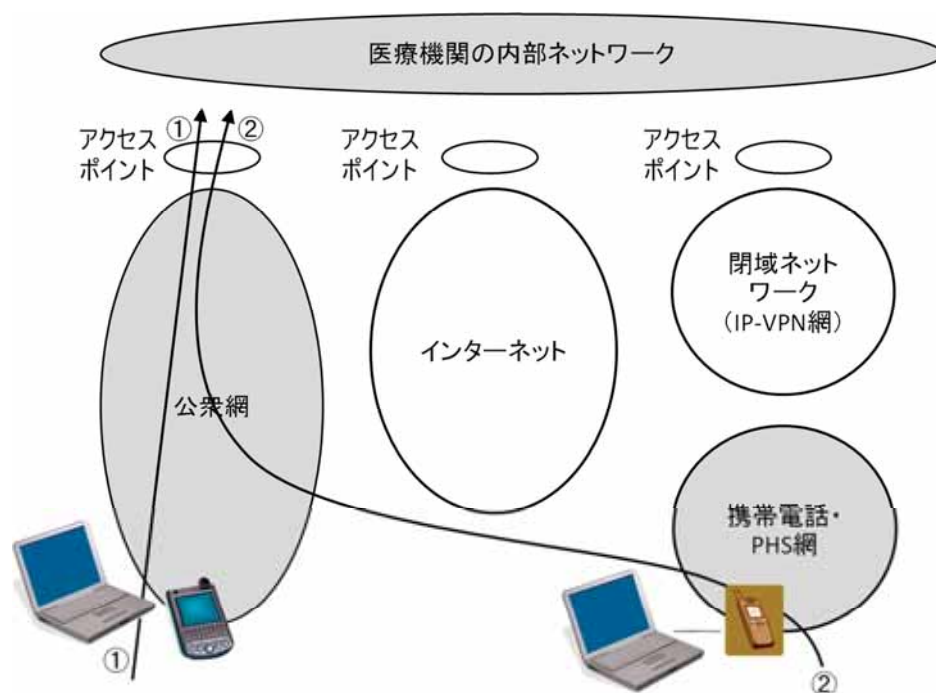 医療機関の内部ネットワーク
① ②
アクセス
ポイント
アクセス
ポイント
アクセス
ポイント
閉域ネット
ワーク
(IP-VPN網)
インターネット
公衆網
携帯電話・
PHS網
①
②